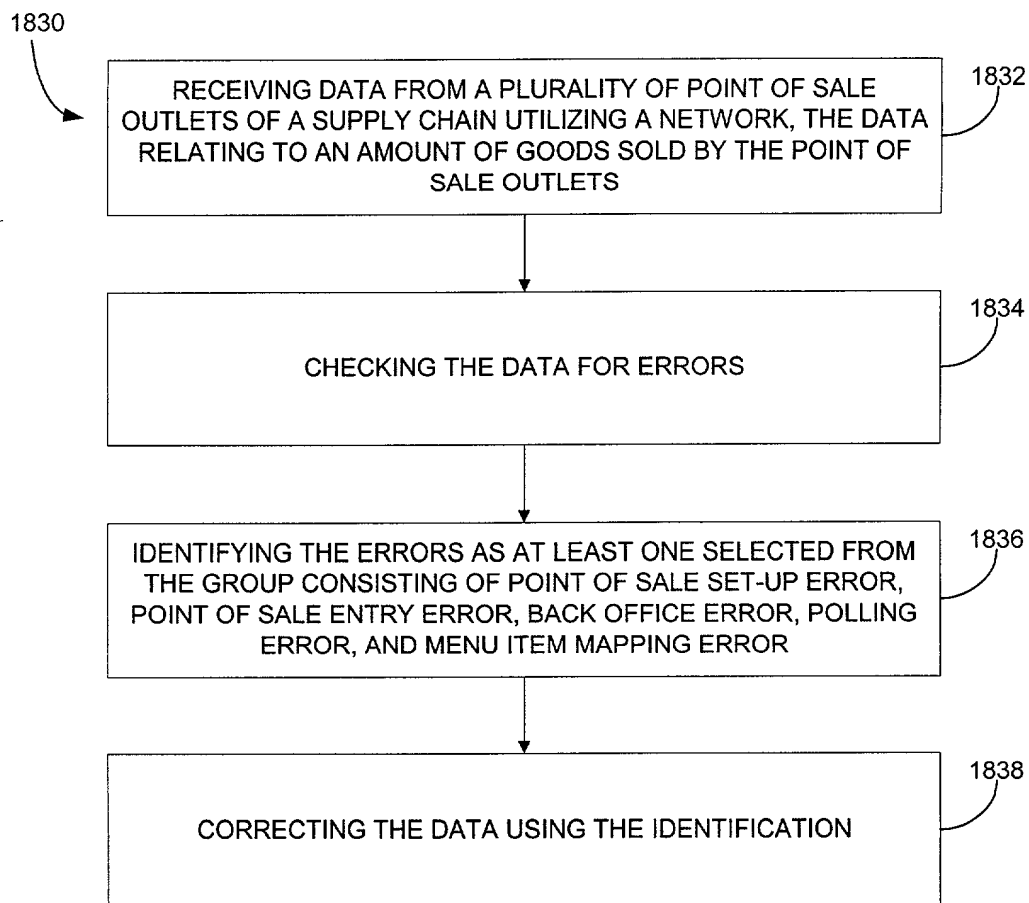 1830
1832
RECEIVING DATA FROM A PLURALITY OF POINT OF SALE
OUTLETS OF A SUPPLY CHAIN UTILIZING A NETWORK, THE DATA
RELATING TO AN AMOUNT OF GOODS SOLD BY THE POINT OF
SALE OUTLETS
1834
CHECKING THE DATA FOR ERRORS
1836
IDENTIFYING THE ERRORS AS AT LEAST ONE SELECTED FROM
THE GROUP CONSISTING OF POINT OF SALE SET-UP ERROR,
POINT OF SALE ENTRY ERROR, BACK OFFICE ERROR, POLLING
ERROR, AND MENU ITEM MAPPING ERROR
1838
CORRECTING THE DATA USING THE IDENTIFICATION